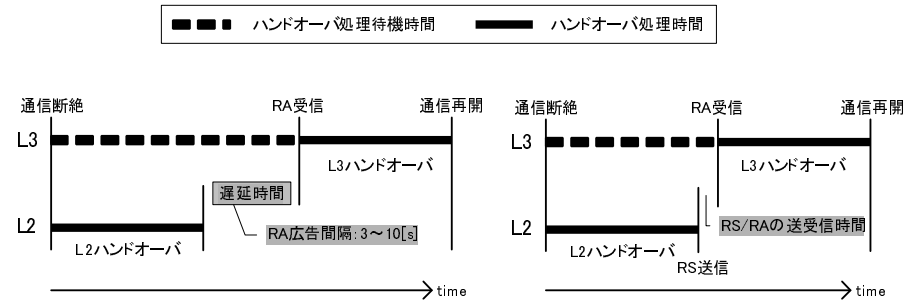 ハンドオーバ処理待機時間
ハンドオーバ処理時間
通信断絶
RA受信
通信再開
L3
L3ハンドオーバ
遅延時間
L2
RA広告間隔:3～10[s]
L2ハンドオーバ
time
通信断絶
RA受信
通信再開
L3
L3ハンドオーバ
L2
RS/RAの送受信時間
L2ハンドオーバ
RS送信
time